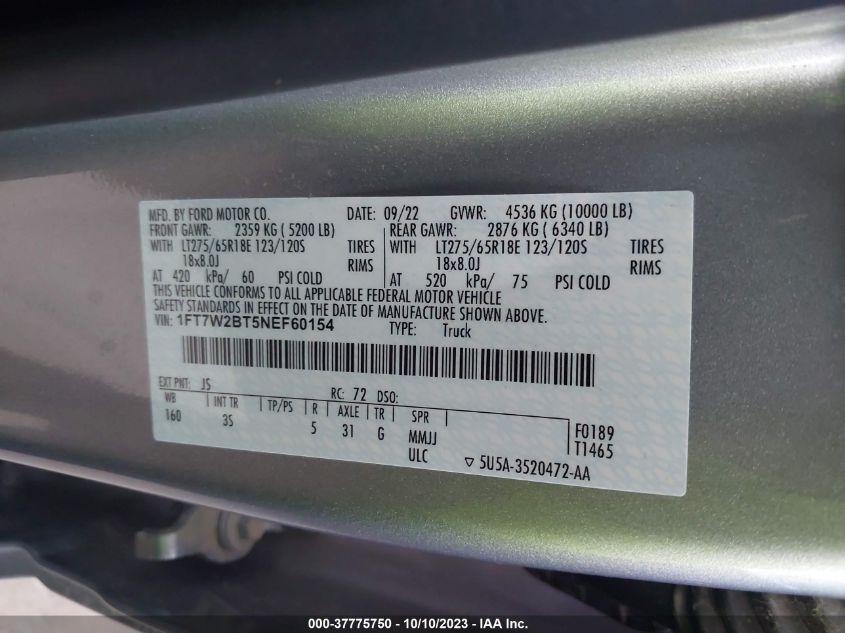 MFD. BY FORD MOTOR CO. DATE: 09/22 GVWR: 4536 KG (10000 LB)
FRONT GAWR: 2359 KG ( 5200 LB) REAR GAWR: 2876 KG ( 6340 LB)
WITH LT275/65R18E 123/120S TIRES WITH LT275/65R18E 123/120S TIRES
18x8.0J RIMS 18x8.0J RIMS
AT 420 kPa/ 60 PSI COLD AT 520 kPa/ 75 PSI COLD
THIS VEHICLE CONFORMS TO ALL APPLICABLE FEDERAL MOTOR VEHICLE
SAFETY STANDARDS IN EFFECT ON THE DATE OF MANUFACTURE SHOWN ABOVE.
VIN: 1FT7W2BT5NEF60154 TYPE: Truck
EXT PNT: JS RC: 72 DSO:
WB INT TR TP/PS R AXLE TR SPR
160 3S 5 31 G MMJJ F0189
ULC T1465
▽ 5U5A-3520472-AA
000-37775750 - 10/10/2023 - IAA Inc.